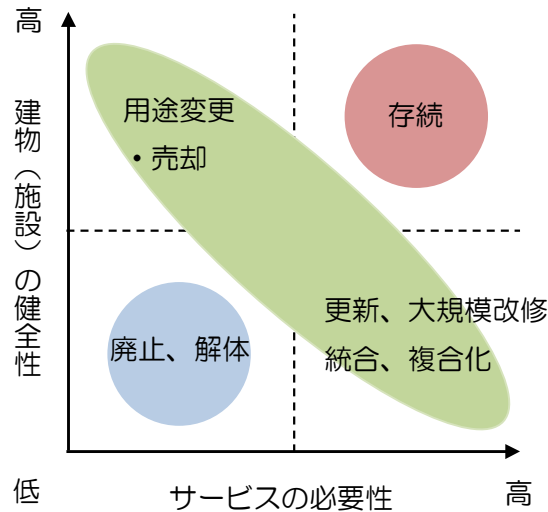 高
建物（施設）の健全性
用途変更
・売却
存続
更新、大規模改修
統合、複合化
廃止、解体
低
サービスの必要性
高